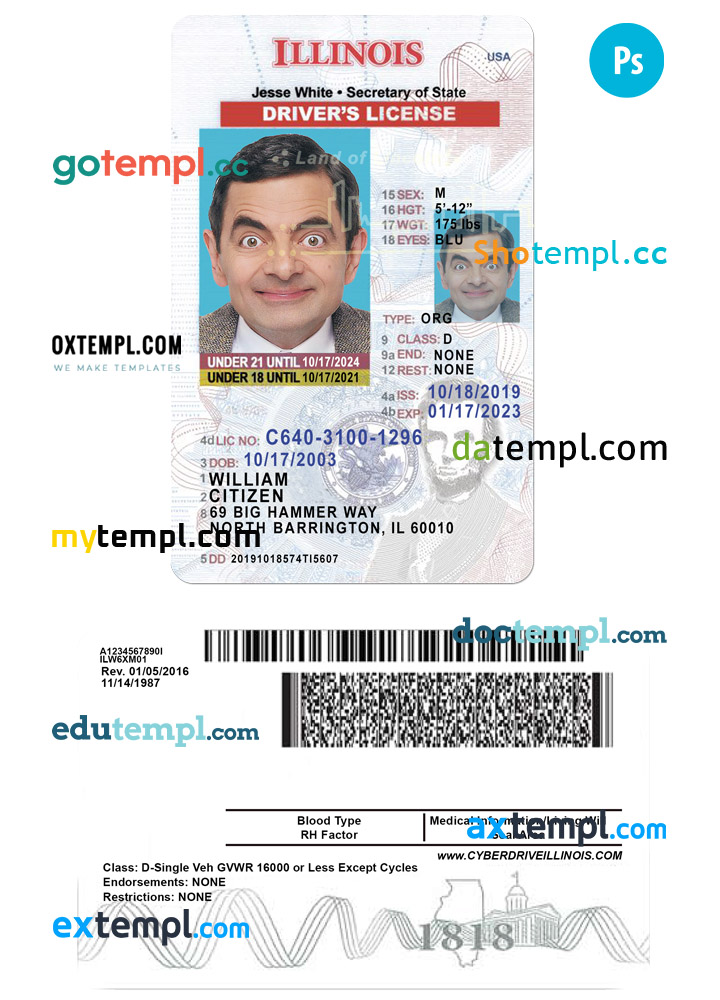 ILLINOIS
USA
Ps
Jesse White • Secretary of State
DRIVER'S LICENSE
gotempl.cc
Land of
15 SEX: M
16 HGT: 5'-12"
17 WGT: 175 lbs
18 EYES: BLU
Shotempl.cc
TYPE: ORG
OXTEMPL.COM
WE MAKE TEMPLATES
9 CLASS: D
9a END: NONE
12 REST: NONE
UNDER 21 UNTIL 10/17/2024
UNDER 18 UNTIL 10/17/2021
4a ISS: 10/18/2019
4b EXP: 01/17/2023
4d LIC NO: C640-3100-1296
datempl.com
3 DOB: 10/17/2003
1 WILLIAM
2 CITIZEN
8 69 BIG HAMMER WAY
NORTH BARRINGTON, IL 60010
mytempl.com
5 DD 20191018574TI5607
doctempl.com
A1234567890I
ILW6XM01
Rev. 01/05/2016
11/14/1987
edutempl.com
Blood Type
RH Factor
Medical Information/Living Will
axtempl.com
www.CYBERDRIVEILLINOIS.COM
Class: D-Single Veh GVWR 16000 or Less Except Cycles
Endorsements: NONE
Restrictions: NONE
extempl.com
1818